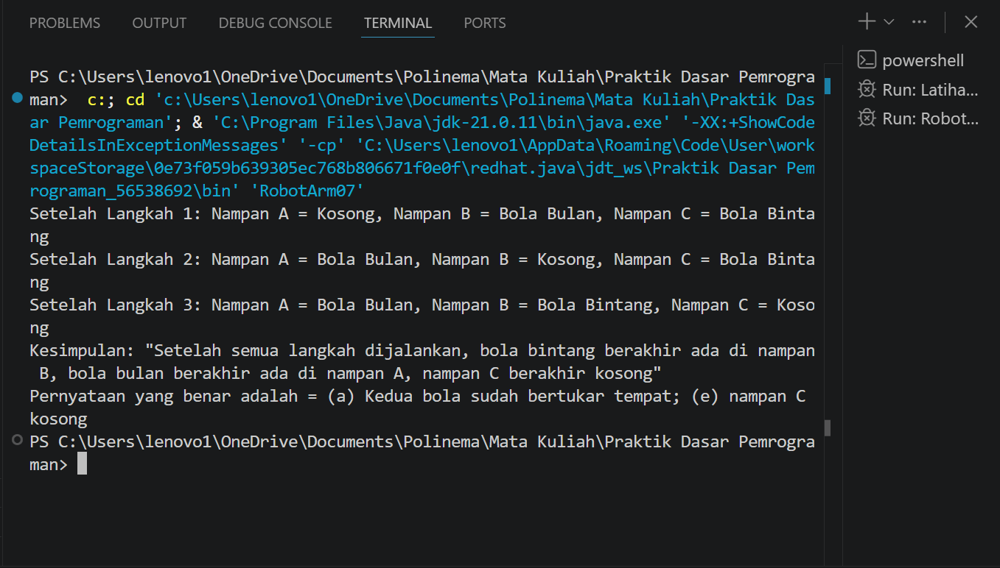 PROBLEMS OUTPUT DEBUG CONSOLE TERMINAL PORTS
PS C:\Users\lenovo1\OneDrive\Documents\Polinema\Mata Kuliah\Praktik Dasar Pemrogra
man>  c:; cd 'c:\Users\lenovo1\OneDrive\Documents\Polinema\Mata Kuliah\Praktik Das
ar Pemrograman'; & 'C:\Program Files\Java\jdk-21.0.11\bin\java.exe' '-XX:+ShowCode
DetailsInExceptionMessages' '-cp' 'C:\Users\lenovo1\AppData\Roaming\Code\User\work
spaceStorage\0e73f059b639305ec768b806671f0e0f\redhat.java\jdt_ws\Praktik Dasar Pem
rograman_56538692\bin' 'RobotArm07'
Setelah Langkah 1: Nampan A = Kosong, Nampan B = Bola Bulan, Nampan C = Bola Binta
ng
Setelah Langkah 2: Nampan A = Bola Bulan, Nampan B = Kosong, Nampan C = Bola Binta
ng
Setelah Langkah 3: Nampan A = Bola Bulan, Nampan B = Bola Bintang, Nampan C = Koso
ng
Kesimpulan: "Setelah semua langkah dijalankan, bola bintang berakhir ada di nampan
 B, bola bulan berakhir ada di nampan A, nampan C berakhir kosong"
Pernyataan yang benar adalah = (a) Kedua bola sudah bertukar tempat; (e) nampan C
kosong
PS C:\Users\lenovo1\OneDrive\Documents\Polinema\Mata Kuliah\Praktik Dasar Pemrogra
man>
powershell
Run: Latiha...
Run: Robot...